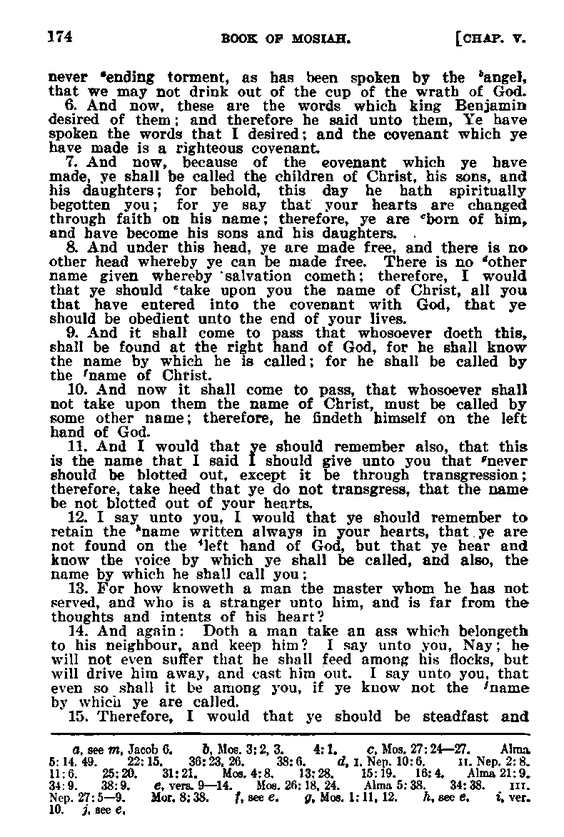 174 BOOK OF MOSIAH. [CHAP. V.
never ᵃending torment, as has been spoken by the ᵇangel,
that we may not drink out of the cup of the wrath of God.
6. And now, these are the words which king Benjamin
desired of them; and therefore he said unto them, Ye have
spoken the words that I desired; and the covenant which ye
have made is a righteous covenant.
7. And now, because of the covenant which ye have
made, ye shall be called the children of Christ, his sons, and
his daughters; for behold, this day he hath spiritually
begotten you; for ye say that your hearts are changed
through faith on his name; therefore, ye are ᶜborn of him,
and have become his sons and his daughters.
8. And under this head, ye are made free, and there is no
other head whereby ye can be made free. There is no ᵈother
name given whereby salvation cometh; therefore, I would
that ye should ᵉtake upon you the name of Christ, all you
that have entered into the covenant with God, that ye
should be obedient unto the end of your lives.
9. And it shall come to pass that whosoever doeth this,
shall be found at the right hand of God, for he shall know
the name by which he is called; for he shall be called by
the ᶠname of Christ.
10. And now it shall come to pass, that whosoever shall
not take upon them the name of Christ, must be called by
some other name; therefore, he findeth himself on the left
hand of God.
11. And I would that ye should remember also, that this
is the name that I said I should give unto you that ᵍnever
should be blotted out, except it be through transgression;
therefore, take heed that ye do not transgress, that the name
be not blotted out of your hearts.
12. I say unto you, I would that ye should remember to
retain the ʰname written always in your hearts, that ye are
not found on the ⁱleft hand of God, but that ye hear and
know the voice by which ye shall be called, and also, the
name by which he shall call you:
13. For how knoweth a man the master whom he has not
served, and who is a stranger unto him, and is far from the
thoughts and intents of his heart?
14. And again: Doth a man take an ass which belongeth
to his neighbour, and keep him? I say unto you, Nay; he
will not even suffer that he shall feed among his flocks, but
will drive him away, and cast him out. I say unto you, that
even so shall it be among you, if ye know not the ʲname
by which ye are called.
15. Therefore, I would that ye should be steadfast and
a, see m, Jacob 6. b, Mos. 3:2, 3. 4:1. c, Mos. 27:24—27. Alma
5:14, 49. 22:15. 36:23, 26. 38:6. d, I. Nep. 10:6. II. Nep. 2:8.
11:6. 25:20. 31:21. Mos. 4:8. 13:28. 15:19. 16:4. Alma 21:9.
34:9. 38:9. e, vers. 9—14. Mos. 26:18, 24. Alma 5:38. 34:38. III.
Nep. 27:5—9. Mor. 8:38. f, see e. g, Mos. 1:11, 12. h, see e. i, ver.
10. j, see e.